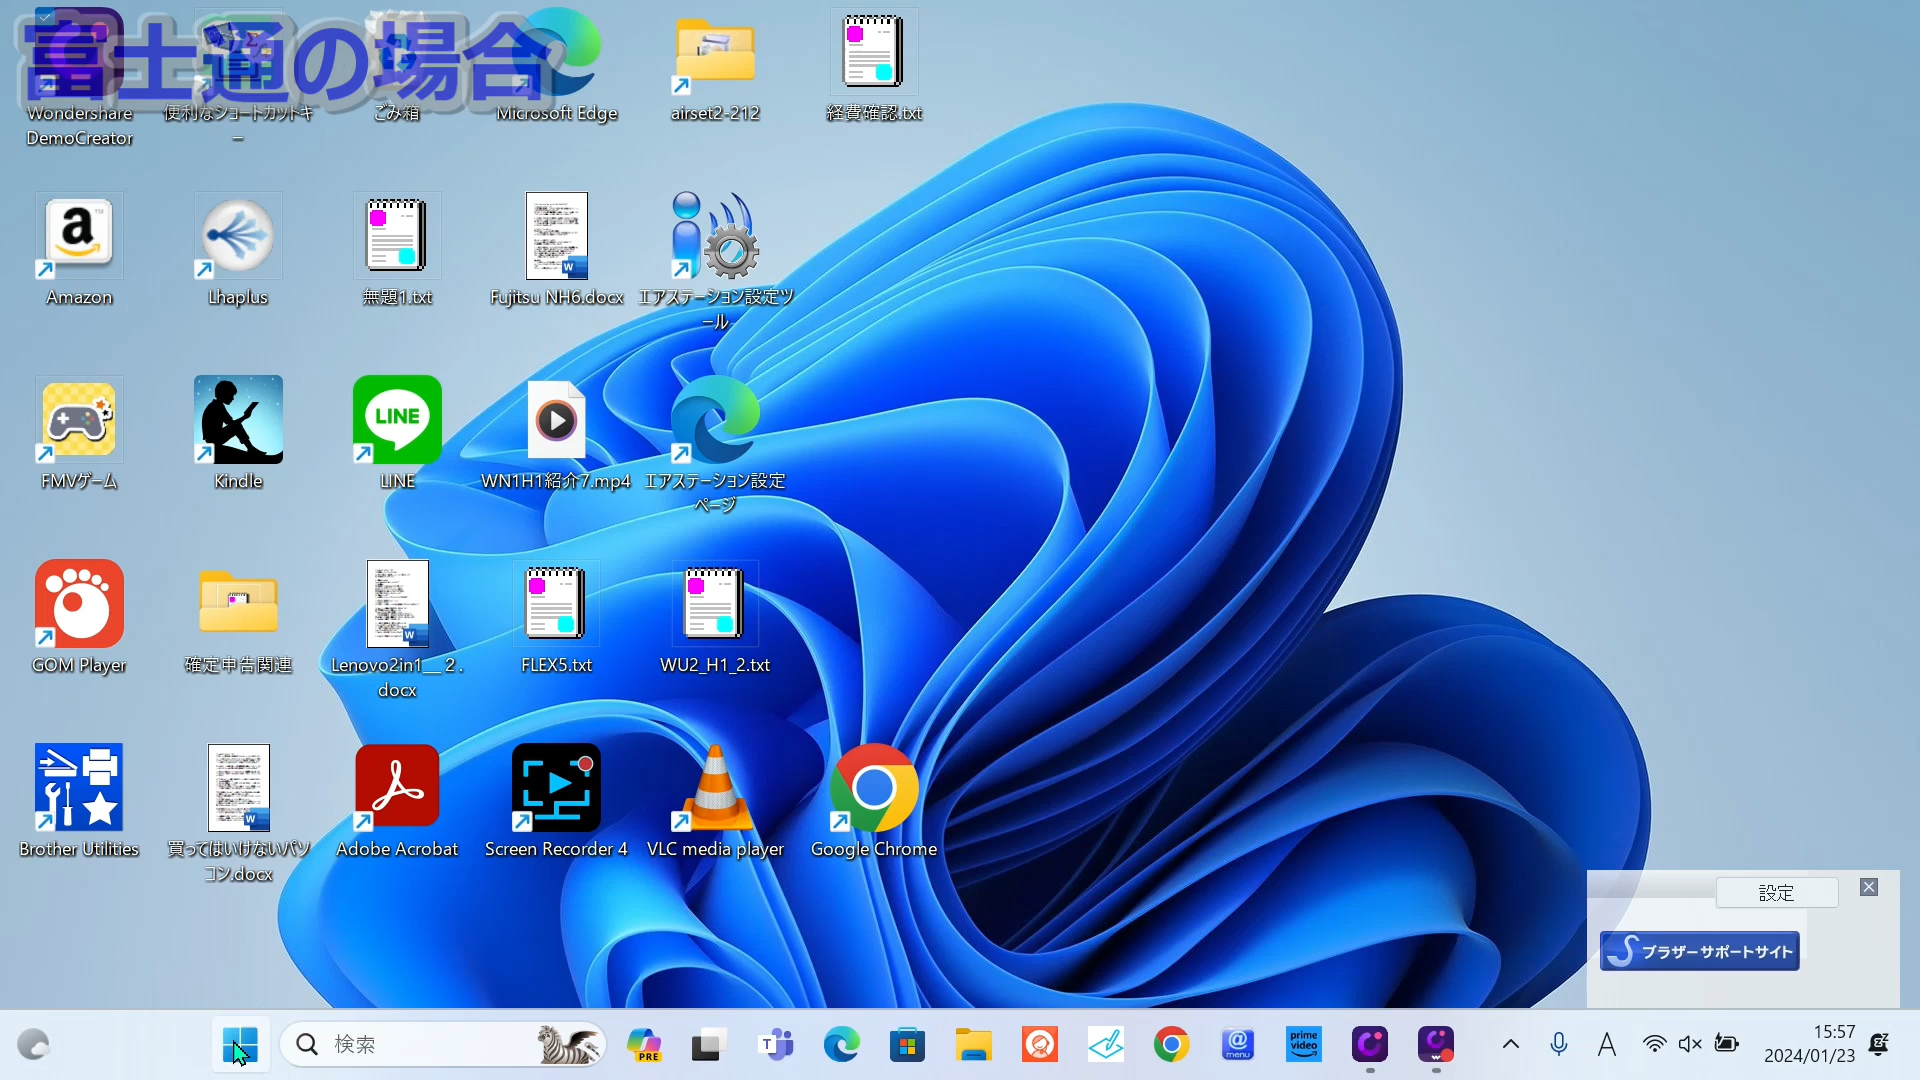 富士通の場合
Wondershare
DemoCreator
便利なショートカットキ
ー
ごみ箱
Microsoft Edge
airset2-212
経費確認.txt
Amazon
Lhaplus
無題1.txt
Fujitsu NH6.docx
エアステーション設定ツ
ール
FMVゲーム
Kindle
LINE
LINE
WN1H1紹介7.mp4
エアステーション設定
ページ
GOM Player
確定申告関連
Lenovo2in1__２.
docx
FLEX5.txt
WU2_H1_2.txt
Brother Utilities
買ってはいけないパソ
コン.docx
Adobe Acrobat
Screen Recorder 4
VLC media player
Google Chrome
設定
ブラザーサポートサイト
検索
PRE
menu
prime
video
A
15:57
2024/01/23